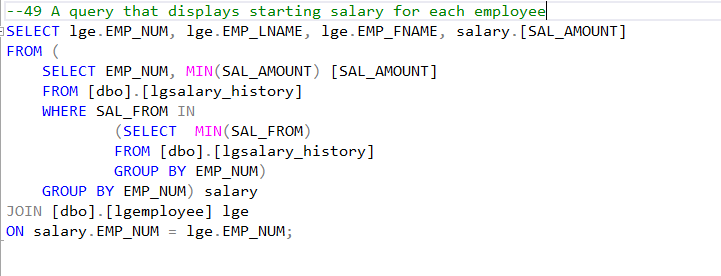 --49 A query that displays starting salary for each employee
SELECT lge.EMP_NUM, lge.EMP_LNAME, lge.EMP_FNAME, salary.[SAL_AMOUNT]
FROM (
    SELECT EMP_NUM, MIN(SAL_AMOUNT) [SAL_AMOUNT]
    FROM [dbo].[lgsalary_history]
    WHERE SAL_FROM IN
            (SELECT  MIN(SAL_FROM)
            FROM [dbo].[lgsalary_history]
            GROUP BY EMP_NUM)
    GROUP BY EMP_NUM) salary
JOIN [dbo].[lgemployee] lge
ON salary.EMP_NUM = lge.EMP_NUM;